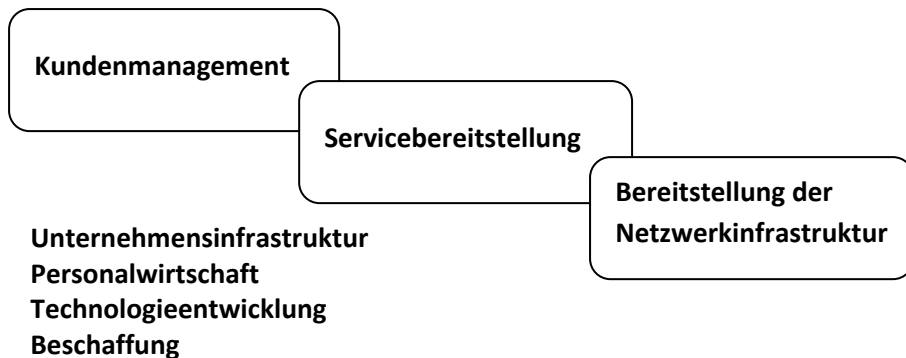 Kundenmanagement
Servicebereitstellung
Bereitstellung der
Netzwerkinfrastruktur
Unternehmensinfrastruktur
Personalwirtschaft
Technologieentwicklung
Beschaffung